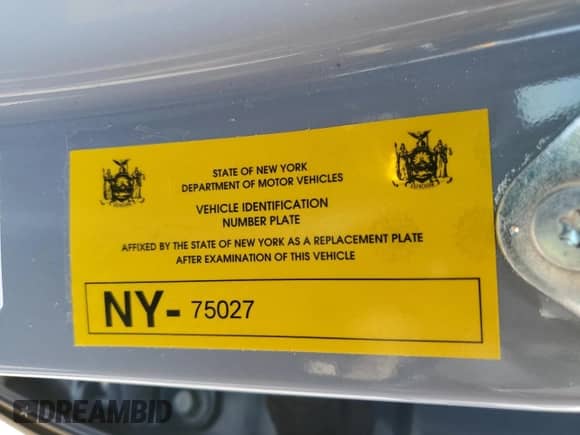 STATE OF NEW YORK
DEPARTMENT OF MOTOR VEHICLES
VEHICLE IDENTIFICATION
NUMBER PLATE
AFFIXED BY THE STATE OF NEW YORK AS A REPLACEMENT PLATE
AFTER EXAMINATION OF THIS VEHICLE
NY- 75027
DREAMBID